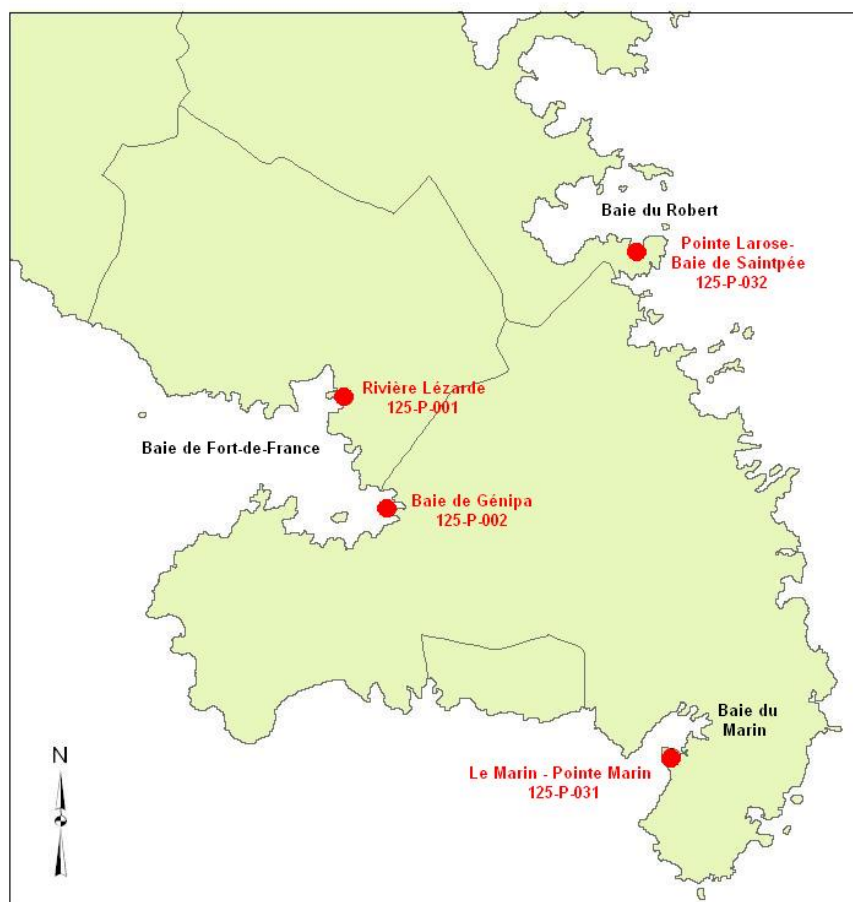 Baie du Robert
Pointe Larose-
Baie de Saintpée
125-P-032
Rivière Lézarde
125-P-001
Baie de Fort-de-France
Baie de Génipa
125-P-002
Baie du
Marin
Le Marin - Pointe Marin
125-P-031
N